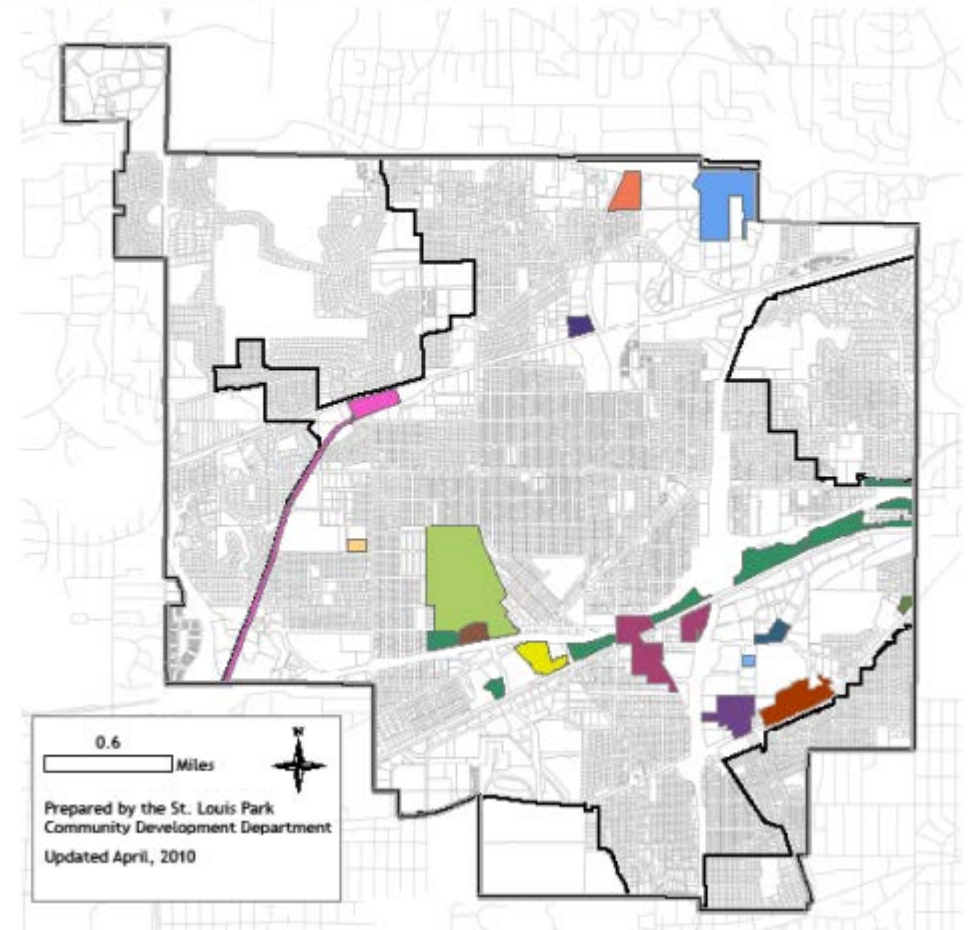 N
0.6
Miles
Prepared by the St. Louis Park
Community Development Department
Updated April, 2010